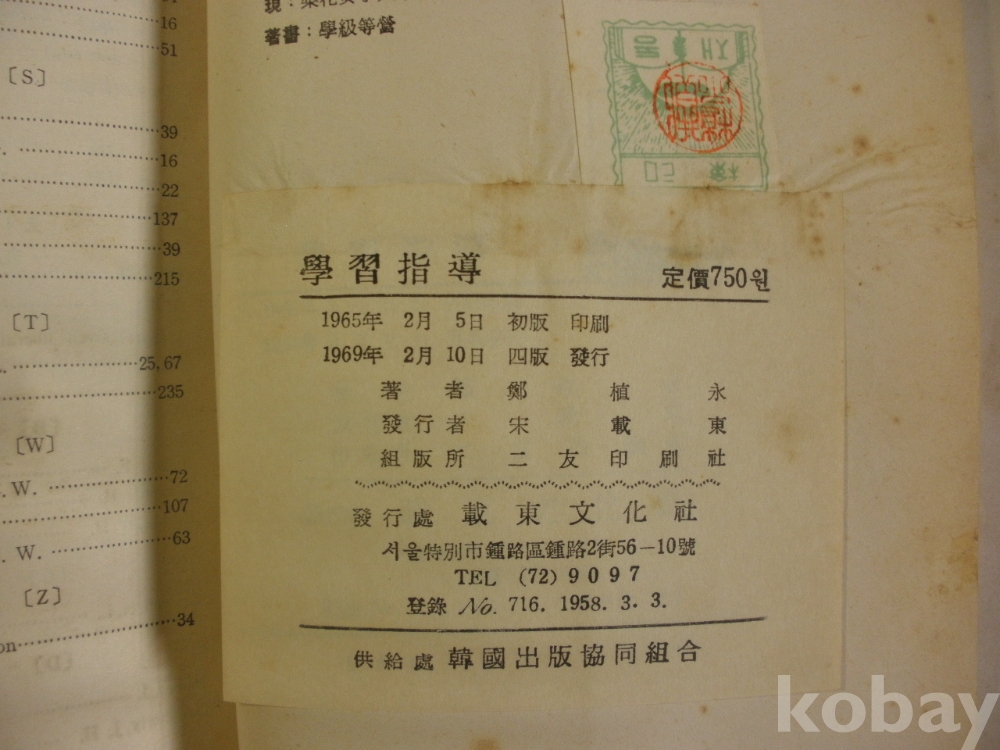 16
51
〔S〕
39
16
22
137
39
215
〔T〕
25, 67
235
〔W〕
W. 72
107
W. 63
〔Z〕
34
著書 : 學級等營
學習指導 定價750원
1965年 2月 5日 初版 印刷
1969年 2月 10日 四版 發行
著者 鄭植永
發行者 宋載東
組版所 二友印刷社
發行處 載東文化社
서울特別市鍾路區鍾路2街56-10號
TEL (72) 9097
登錄 No. 716. 1958. 3. 3.
供給處 韓國出版協同組合
kobay